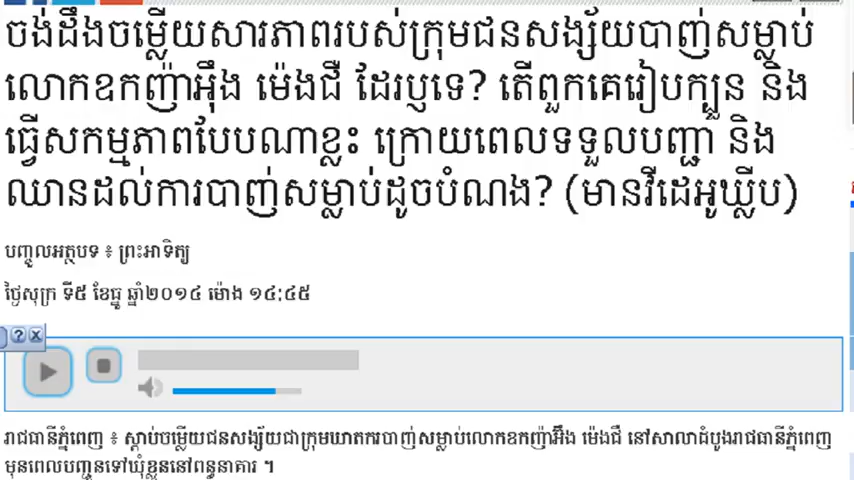 ចង់ដឹងចម្លើយសារភាពរបស់ក្រុមជនសង្ស័យបាញ់សម្លាប់
លោកឧកញ៉ាអ៊ឹង ម៉េងជឺ ដែរឬទេ? តើពួកគេរៀបក្បួន និង
ធ្វើសកម្មភាពបែបណាខ្លះ ក្រោយពេលទទួលបញ្ជា និង
ឈានដល់ការបាញ់សម្លាប់ដូចបំណង? (មានវីដេអូឃ្លីប)
បញ្ចូលអត្ថបទ ៖ ព្រះអាទិត្យ
ថ្ងៃសុក្រ ទី៥ ខែធ្នូ ឆ្នាំ២០១៤ ម៉ោង ១៤:៤៥
រាជធានីភ្នំពេញ ៖ ស្តាប់ចម្លើយជនសង្ស័យជាក្រុមឃាតករបាញ់សម្លាប់លោកឧកញ៉ាអ៊ឹង ម៉េងជឺ នៅសាលាដំបូងរាជធានីភ្នំពេញ
មុនពេលបញ្ជូនទៅឃុំខ្លួននៅពន្ធនាគារ ។